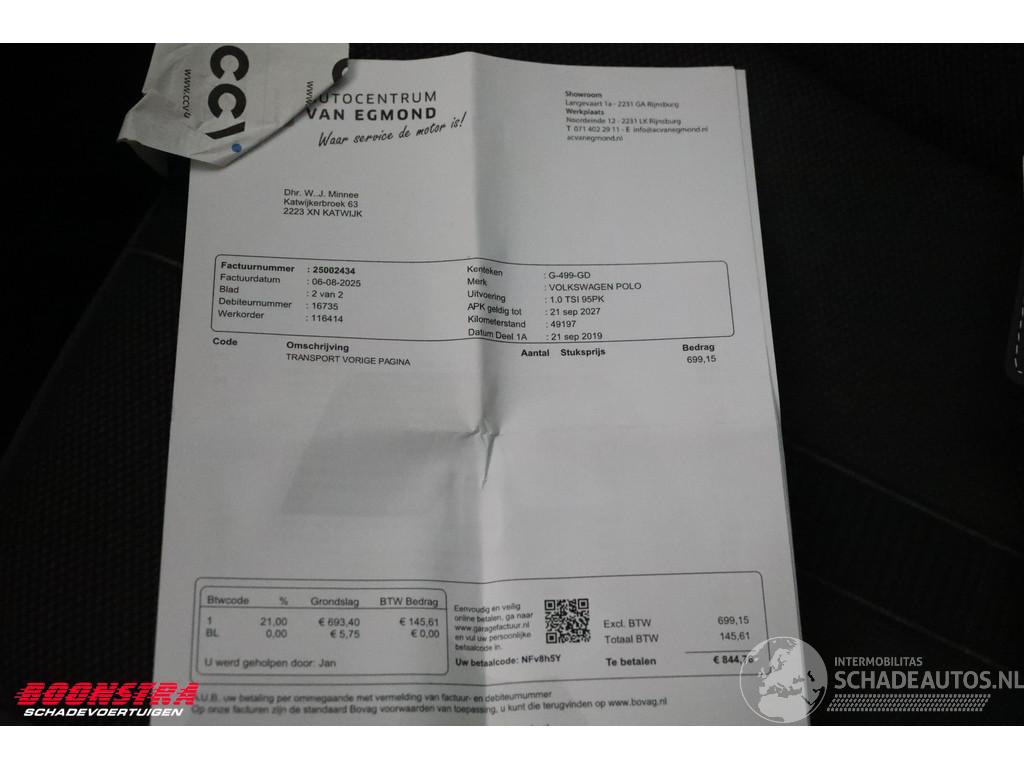 CCV
www.ccv.
www.
UTOCENTRUM
VAN EGMOND
Waar service de motor is!
Showroom
Langevaart 1a - 2231 GA Rijnsburg
Werkplaats
Noordeinde 12 - 2231 LK Rijnsburg
T 071 402 29 11 - E info@acvanegmond.nl
acvanegmond.nl
Dhr. W..J. Minnee
Katwijkerbroek 63
2223 XN KATWIJK
Factuurnummer : 25002434
Factuurdatum : 06-08-2025
Blad : 2 van 2
Debiteurnummer : 16735
Werkorder : 116414
Kenteken : G-499-GD
Merk : VOLKSWAGEN POLO
Uitvoering : 1.0 TSI 95PK
APK geldig tot : 21 sep 2027
Kilometerstand : 49197
Datum Deel 1A : 21 sep 2019
Code Omschrijving Aantal Stuksprijs Bedrag
TRANSPORT VORIGE PAGINA 699,15
Btwcode % Grondslag BTW Bedrag
1 21,00 € 693,40 € 145,61
BL 0,00 € 5,75 € 0,00
U werd geholpen door: Jan
Eenvoudig en veilig
online betalen, ga naar
www.garagefactuur.nl
en vul uw persoonlijke
betaalcode in.
Uw betaalcode: NFv8h5Y
Excl. BTW 699,15
Totaal BTW 145,61
Te betalen € 844,76
A.U.B. uw betaling per ommegaande met vermelding van factuur- en debiteurnummer
Op onze facturen zijn de standaard Bovag voorwaarden van toepassing, u kunt die terugvinden op www.bovag.nl
BOONSTRA
SCHADEVOERTUIGEN
INTERMOBILITAS
SCHADEAUTOS.NL